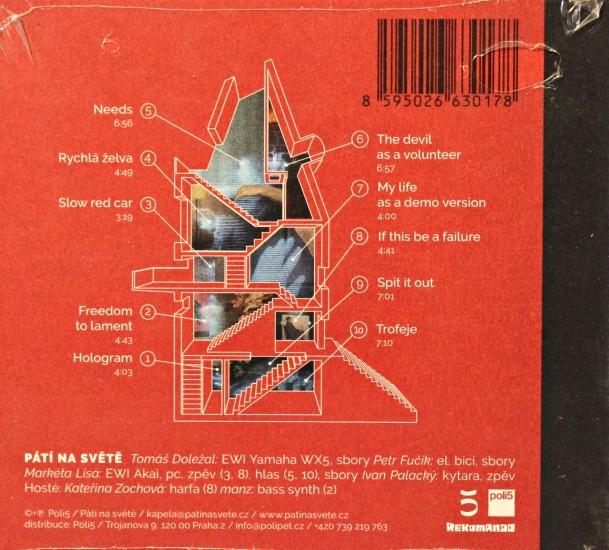 8 595026 630178
Needs 5
6:56
Rychlá želva 4
4:49
Slow red car 3
3:19
Freedom
to lament 2
4:43
Hologram 1
4:03
6 The devil
as a volunteer
6:57
7 My life
as a demo version
4:00
8 If this be a failure
4:41
9 Spit it out
7:01
10 Trofeje
7:10
PÁTÍ NA SVĚTĚ Tomáš Doležal: EWI Yamaha WX5, sbory Petr Fučík: el. bicí, sbory
Markéta Lisá: EWI Akai, pc. zpěv (3, 8), hlas (5, 10), sbory Ivan Palacký: kytara, zpěv
Hosté: Kateřina Zochová: harfa (8) manz: bass synth (2)
©+℗ Poli5 / Pátí na světě / kapela@patinasvete.cz / www.patinasvete.cz
distribuce: Poli5 / Trojanova 9, 120 00 Praha 2 / info@polipet.cz / +420 739 219 763
5
REKOMANDO
poli5